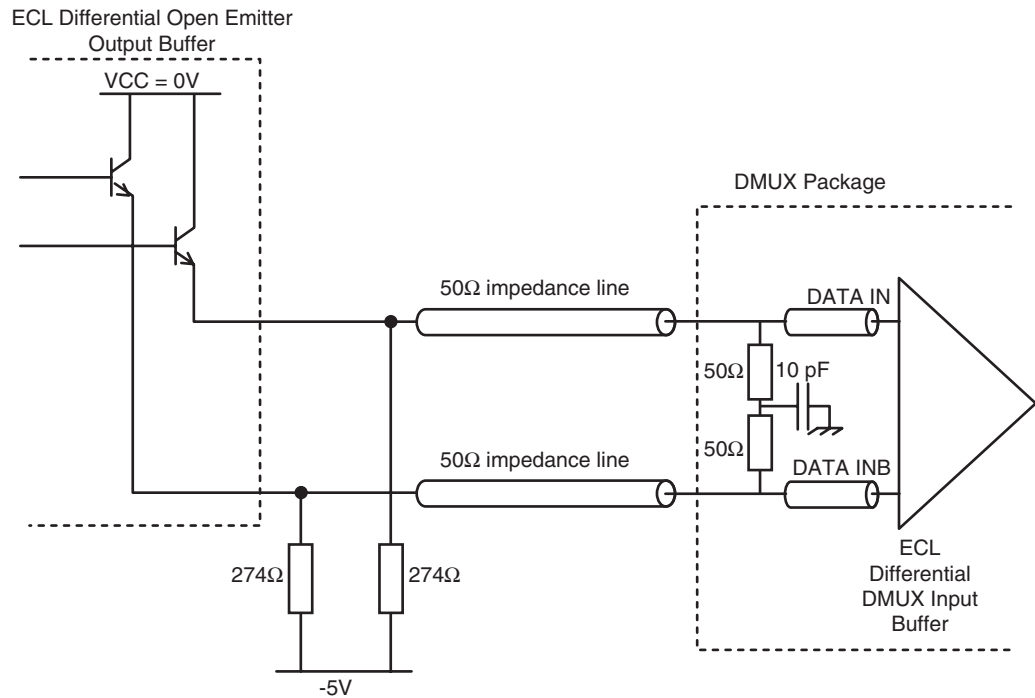 ECL Differential Open Emitter
Output Buffer
VCC = 0V
DMUX Package
50Ω impedance line
DATA IN
50Ω
10 pF
50Ω
50Ω impedance line
DATA INB
274Ω
274Ω
ECL
Differential
DMUX Input
Buffer
-5V